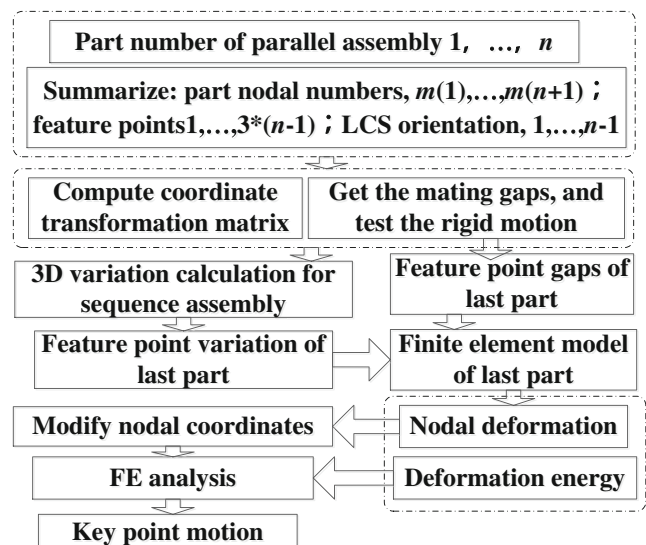 Part number of parallel assembly 1, …, n
Summarize: part nodal numbers, m(1),…,m(n+1) ;
feature points1,…,3*(n-1) ; LCS orientation, 1,…,n-1
Compute coordinate
transformation matrix
Get the mating gaps, and
test the rigid motion
3D variation calculation for
sequence assembly
Feature point gaps of
last part
Feature point variation of
last part
Finite element model
of last part
Modify nodal coordinates
Nodal deformation
FE analysis
Deformation energy
Key point motion